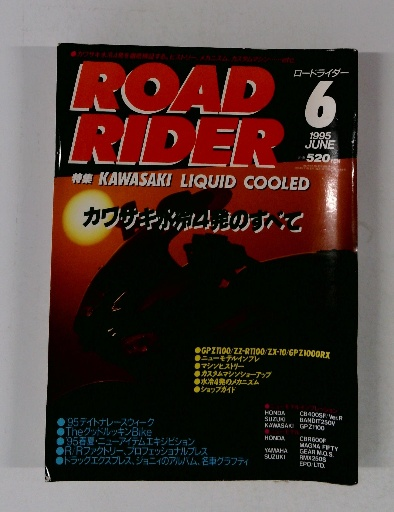 ROAD
RIDER
ロードライダー
6
1995
JUNE
520
特集 KAWASAKI LIQUID COOLED
カワサキ水冷4発のすべて
●GPZ1100/ZZ-R1100/ZX-10/GPZ1000RX
●ニューモデルインプレ
●マシンヒストリー
●カスタムマシンショーアップ
●水冷4発のメカニズム
●ショップガイド
●95デイトナレースウィーク
●TheグッドルッキンBike
●'95春夏・ニューアイテムエキシビション
●R/Rファクトリー、プロフェッショナルプレス
●トラックエクスプレス、ジョニィのアルバム、名車グラフティ
HONDA CB400SF/Ver.R
SUZUKI BANDIT250V
KAWASAKI GPZ1100
HONDA CBR600F
MAGNA FIFTY
YAMAHA GEAR M.O.S.
SUZUKI RMX250S
EPO/LTD.